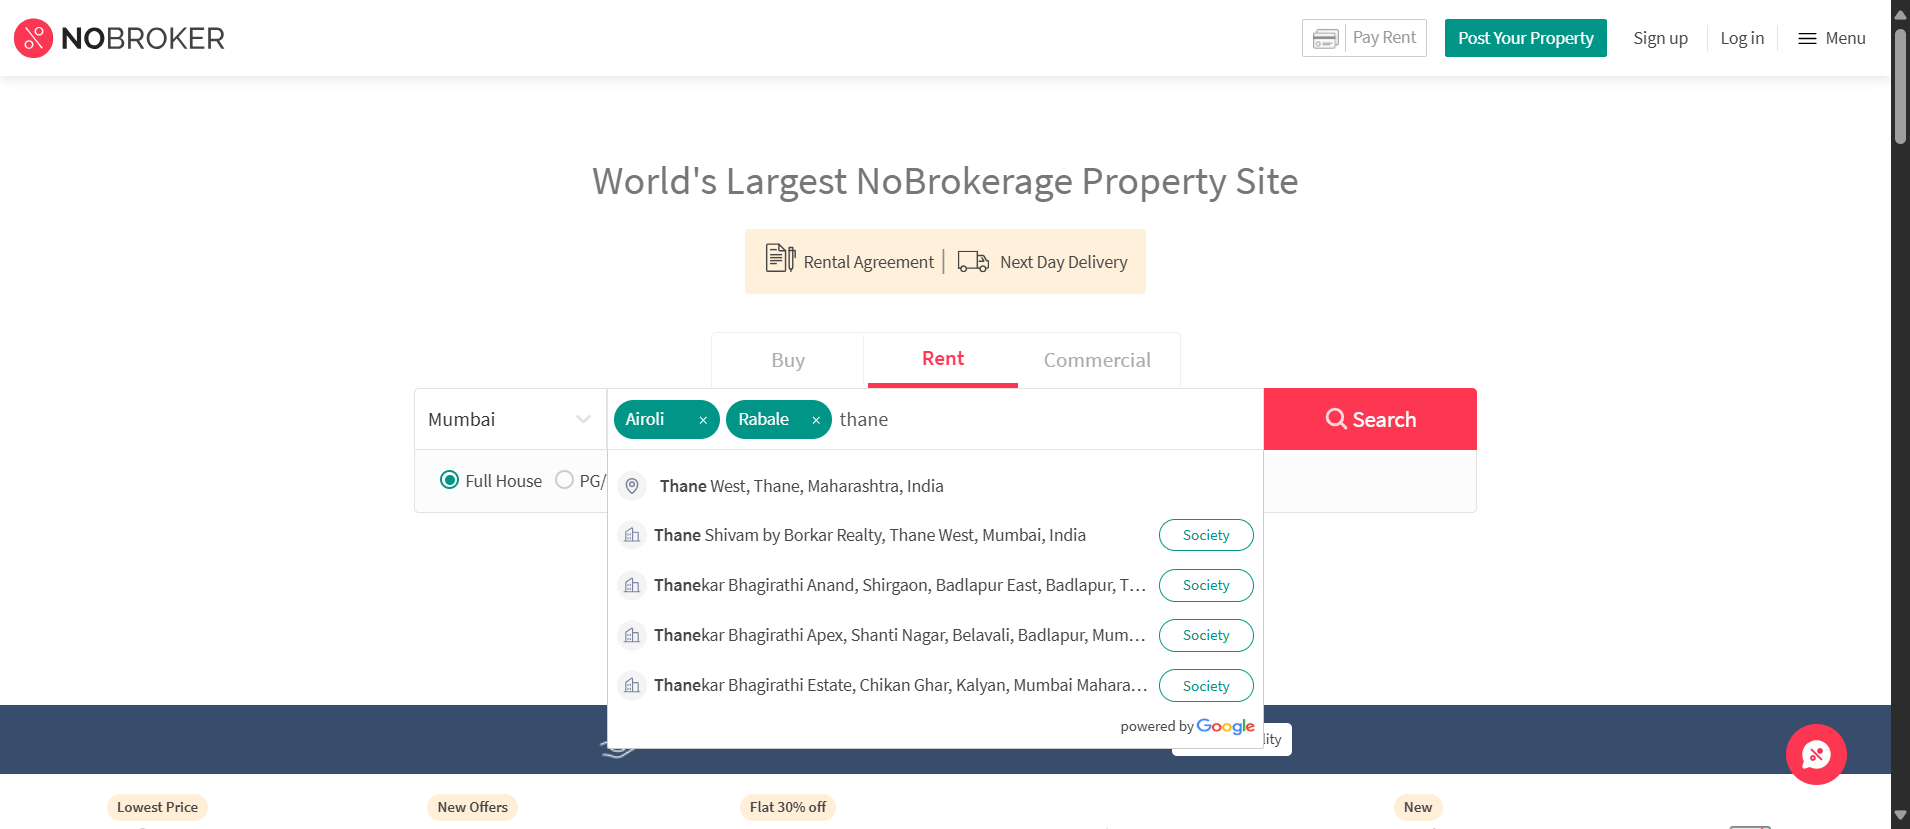 NOBROKER
Pay Rent
Post Your Property
Sign up
Log in
Menu
World's Largest NoBrokerage Property Site
Rental Agreement
Next Day Delivery
Buy
Rent
Commercial
Mumbai
Airoli ×
Rabale ×
thane
Search
Full House
PG/
Thane West, Thane, Maharashtra, India
Thane Shivam by Borkar Realty, Thane West, Mumbai, India
Society
Thanekar Bhagirathi Anand, Shirgaon, Badlapur East, Badlapur, T...
Society
Thanekar Bhagirathi Apex, Shanti Nagar, Belavali, Badlapur, Mum...
Society
Thanekar Bhagirathi Estate, Chikan Ghar, Kalyan, Mumbai Mahara...
Society
powered by Google
lity
Lowest Price
New Offers
Flat 30% off
New